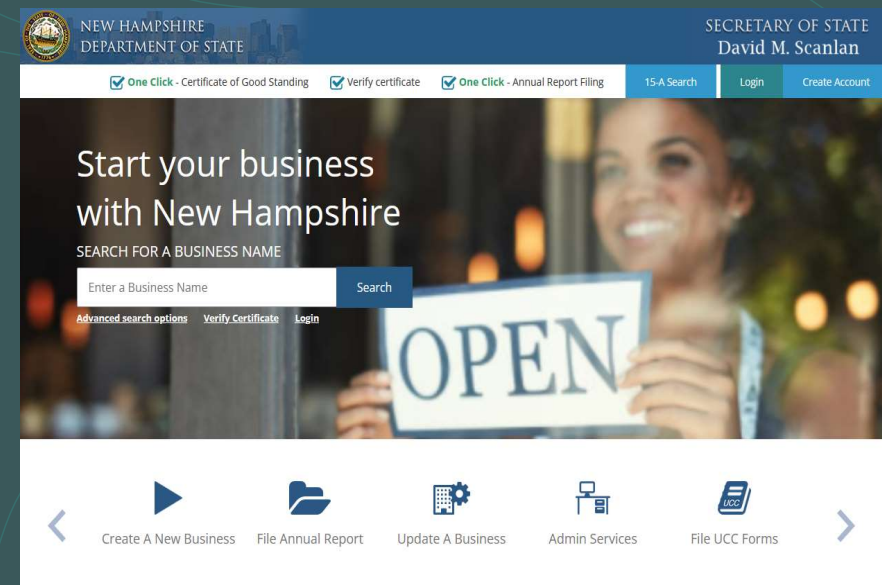 NEW HAMPSHIRE
DEPARTMENT OF STATE
SECRETARY OF STATE
David M. Scanlan
One Click - Certificate of Good Standing
Verify certificate
One Click - Annual Report Filing
15-A Search
Login
Create Account
Start your business
with New Hampshire
SEARCH FOR A BUSINESS NAME
Enter a Business Name
Search
Advanced search options
Verify Certificate
Login
OPEN
UCC
Create A New Business
File Annual Report
Update A Business
Admin Services
File UCC Forms